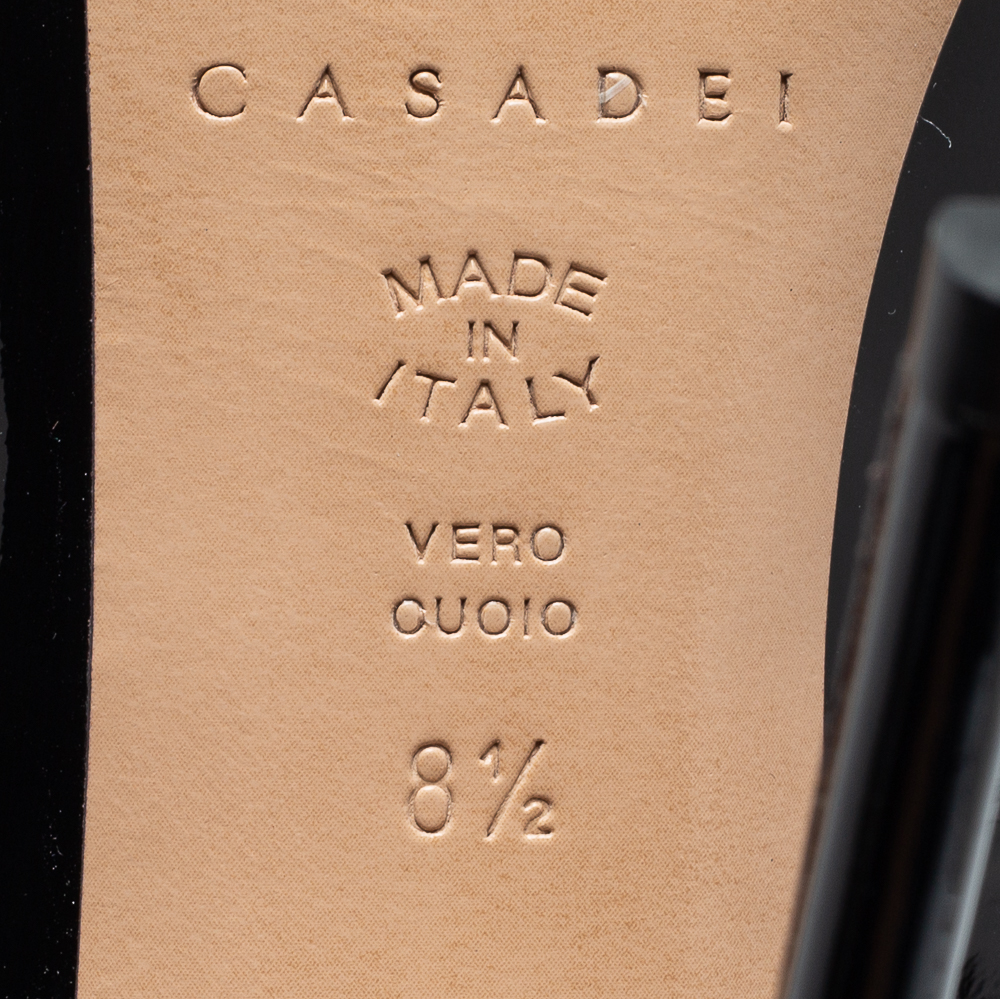 CASADEI
MADE
IN
ITALY
VERO
CUOIO
8½